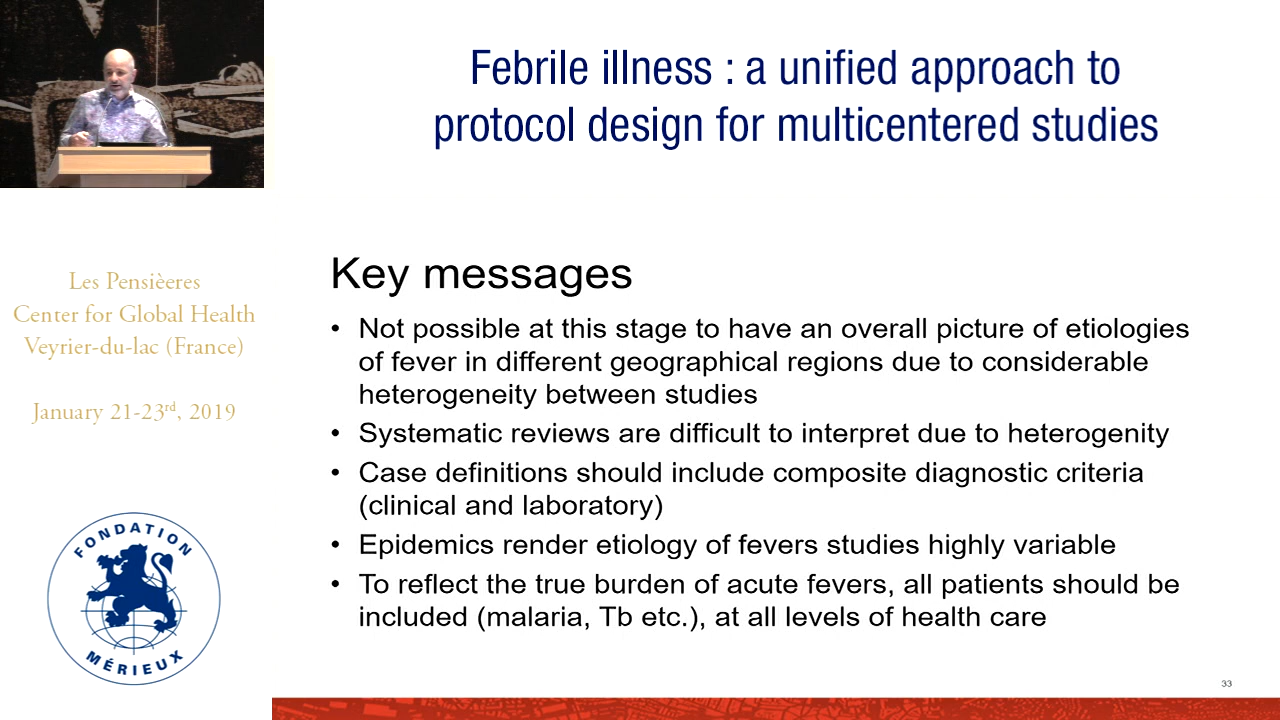 Febrile illness : a unified approach to
protocol design for multicentered studies
Les Pensièeres
Center for Global Health
Veyrier-du-lac (France)
January 21-23rd, 2019
FONDATION
MÉRIEUX
Key messages
• Not possible at this stage to have an overall picture of etiologies
of fever in different geographical regions due to considerable
heterogeneity between studies
• Systematic reviews are difficult to interpret due to heterogenity
• Case definitions should include composite diagnostic criteria
(clinical and laboratory)
• Epidemics render etiology of fevers studies highly variable
• To reflect the true burden of acute fevers, all patients should be
included (malaria, Tb etc.), at all levels of health care
33